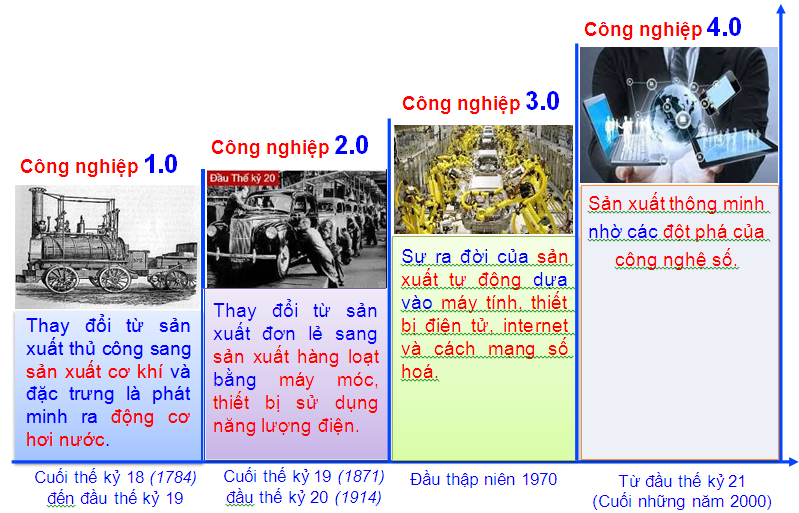 Công nghiệp 1.0
Thay đổi từ sản
xuất thủ công sang
sản xuất cơ khí và
đặc trưng là phát
minh ra động cơ
hơi nước.
Cuối thế kỷ 18 (1784)
đến đầu thế kỷ 19
Công nghiệp 2.0
Đầu Thế kỷ 20
Thay đổi từ sản
xuất đơn lẻ sang
sản xuất hàng loạt
bằng máy móc,
thiết bị sử dụng
năng lượng điện.
Cuối thế kỷ 19 (1871)
đầu thế kỷ 20 (1914)
Công nghiệp 3.0
Sự ra đời của sản
xuất tự động dựa
vào máy tính, thiết
bị điện tử, internet
và cách mạng số
hoá.
Đầu thập niên 1970
Công nghiệp 4.0
Sản xuất thông minh
nhờ các đột phá của
công nghệ số.
Từ đầu thế kỷ 21
(Cuối những năm 2000)